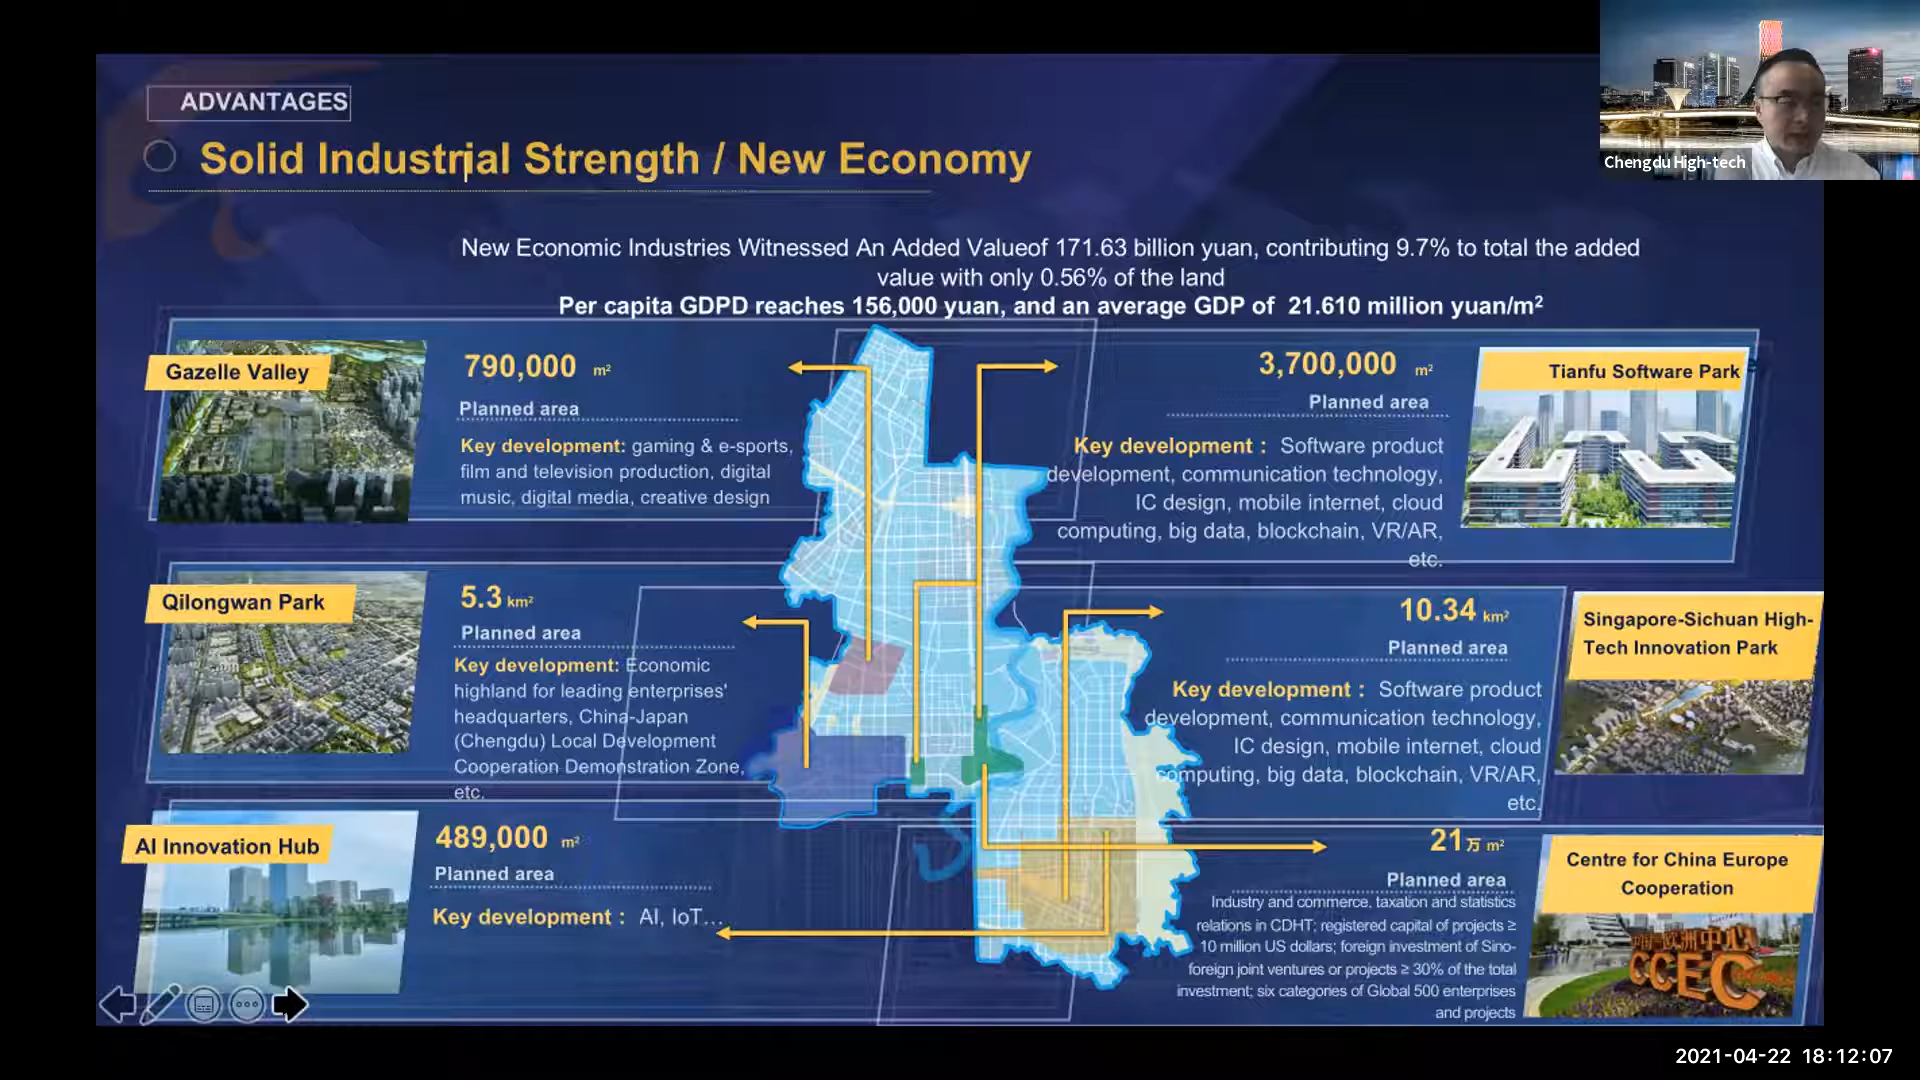 Chengdu High-tech
ADVANTAGES
Solid Industrial Strength / New Economy
New Economic Industries Witnessed An Added Valueof 171.63 billion yuan, contributing 9.7% to total the added
value with only 0.56% of the land
Per capita GDPD reaches 156,000 yuan, and an average GDP of 21.610 million yuan/m²
Gazelle Valley
790,000 m²
Planned area
Key development: gaming & e-sports,
film and television production, digital
music, digital media, creative design
3,700,000 m²
Planned area
Key development： Software product
development, communication technology,
IC design, mobile internet, cloud
computing, big data, blockchain, VR/AR,
etc.
Tianfu Software Park
Qilongwan Park
5.3 km²
Planned area
Key development: Economic
highland for leading enterprises'
headquarters, China-Japan
(Chengdu) Local Development
Cooperation Demonstration Zone,
etc.
10.34 km²
Planned area
Key development： Software product
development, communication technology,
IC design, mobile internet, cloud
computing, big data, blockchain, VR/AR,
etc.
Singapore-Sichuan High-
Tech Innovation Park
AI Innovation Hub
489,000 m²
Planned area
Key development： AI, IoT…
21万 m²
Planned area
Industry and commerce, taxation and statistics
relations in CDHT; registered capital of projects ≥
10 million US dollars; foreign investment of Sino-
foreign joint ventures or projects ≥ 30% of the total
investment; six categories of Global 500 enterprises
and projects
Centre for China Europe
Cooperation
中国－欧洲中心
CCEC
2021-04-22 18:12:07